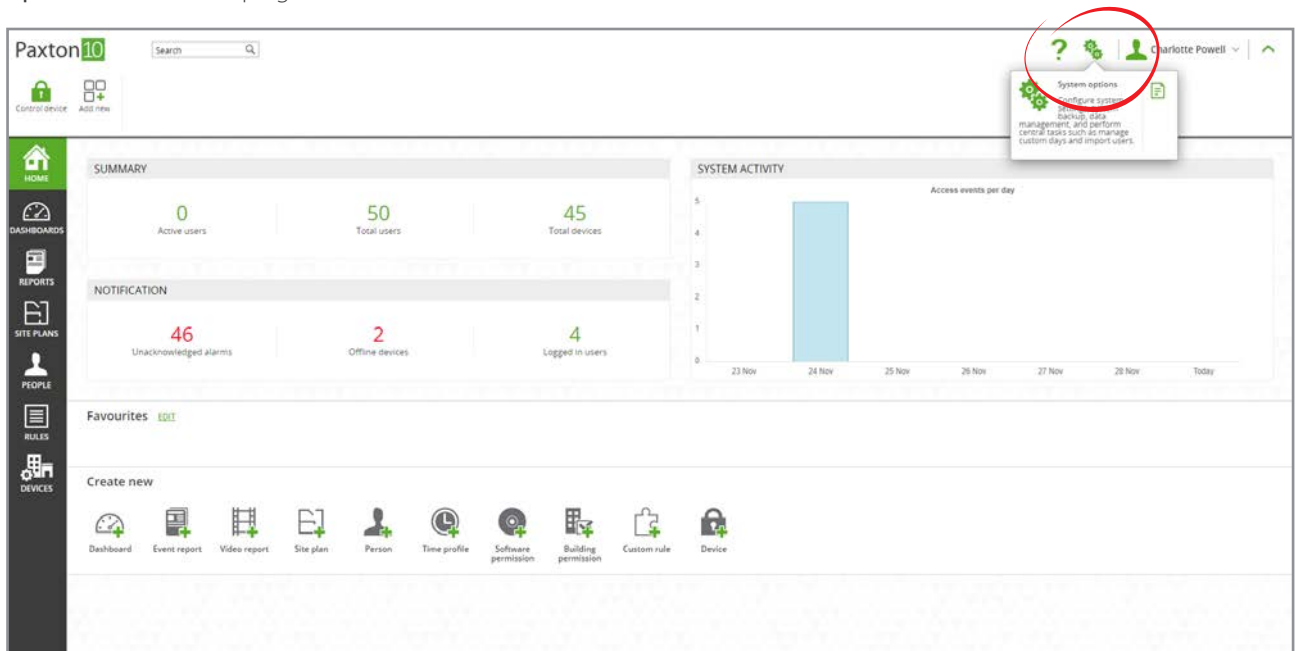 Paxton10
Search
Charlotte Powell
Control device
Add new
System options
Configure system
backup, data
management, and perform
central tasks such as manage
custom days and import users.
HOME
DASHBOARDS
REPORTS
SITE PLANS
PEOPLE
RULES
DEVICES
SUMMARY
0
Active users
50
Total users
45
Total devices
NOTIFICATION
46
Unacknowledged alarms
2
Offline devices
4
Logged in users
SYSTEM ACTIVITY
Access events per day
5
4
3
2
1
0
23 Nov
24 Nov
25 Nov
26 Nov
27 Nov
28 Nov
Today
Favourites EDIT
Create new
Dashboard
Event report
Video report
Site plan
Person
Time profile
Software
permission
Building
permission
Custom rule
Device